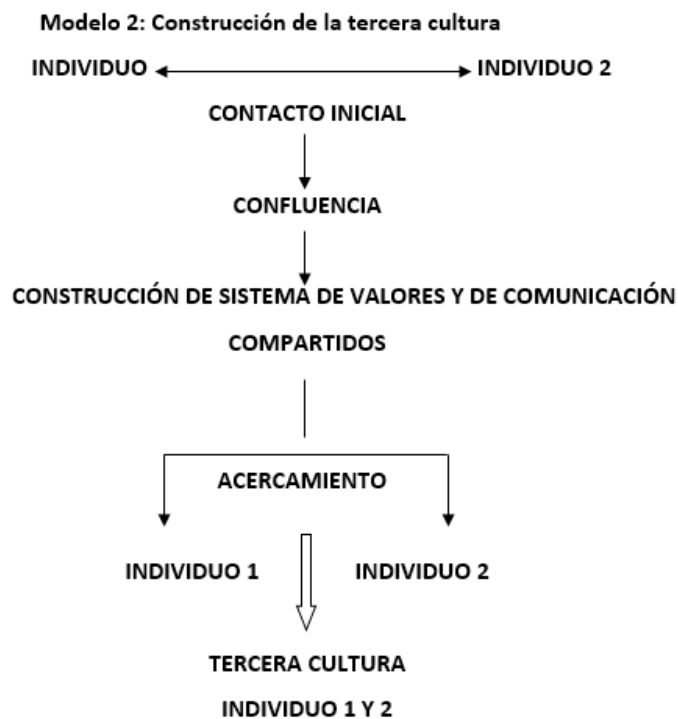 Modelo 2: Construcción de la tercera cultura
INDIVIDUO INDIVIDUO 2
CONTACTO INICIAL
CONFLUENCIA
CONSTRUCCIÓN DE SISTEMA DE VALORES Y DE COMUNICACIÓN
COMPARTIDOS
ACERCAMIENTO
INDIVIDUO 1 INDIVIDUO 2
TERCERA CULTURA
INDIVIDUO 1 Y 2